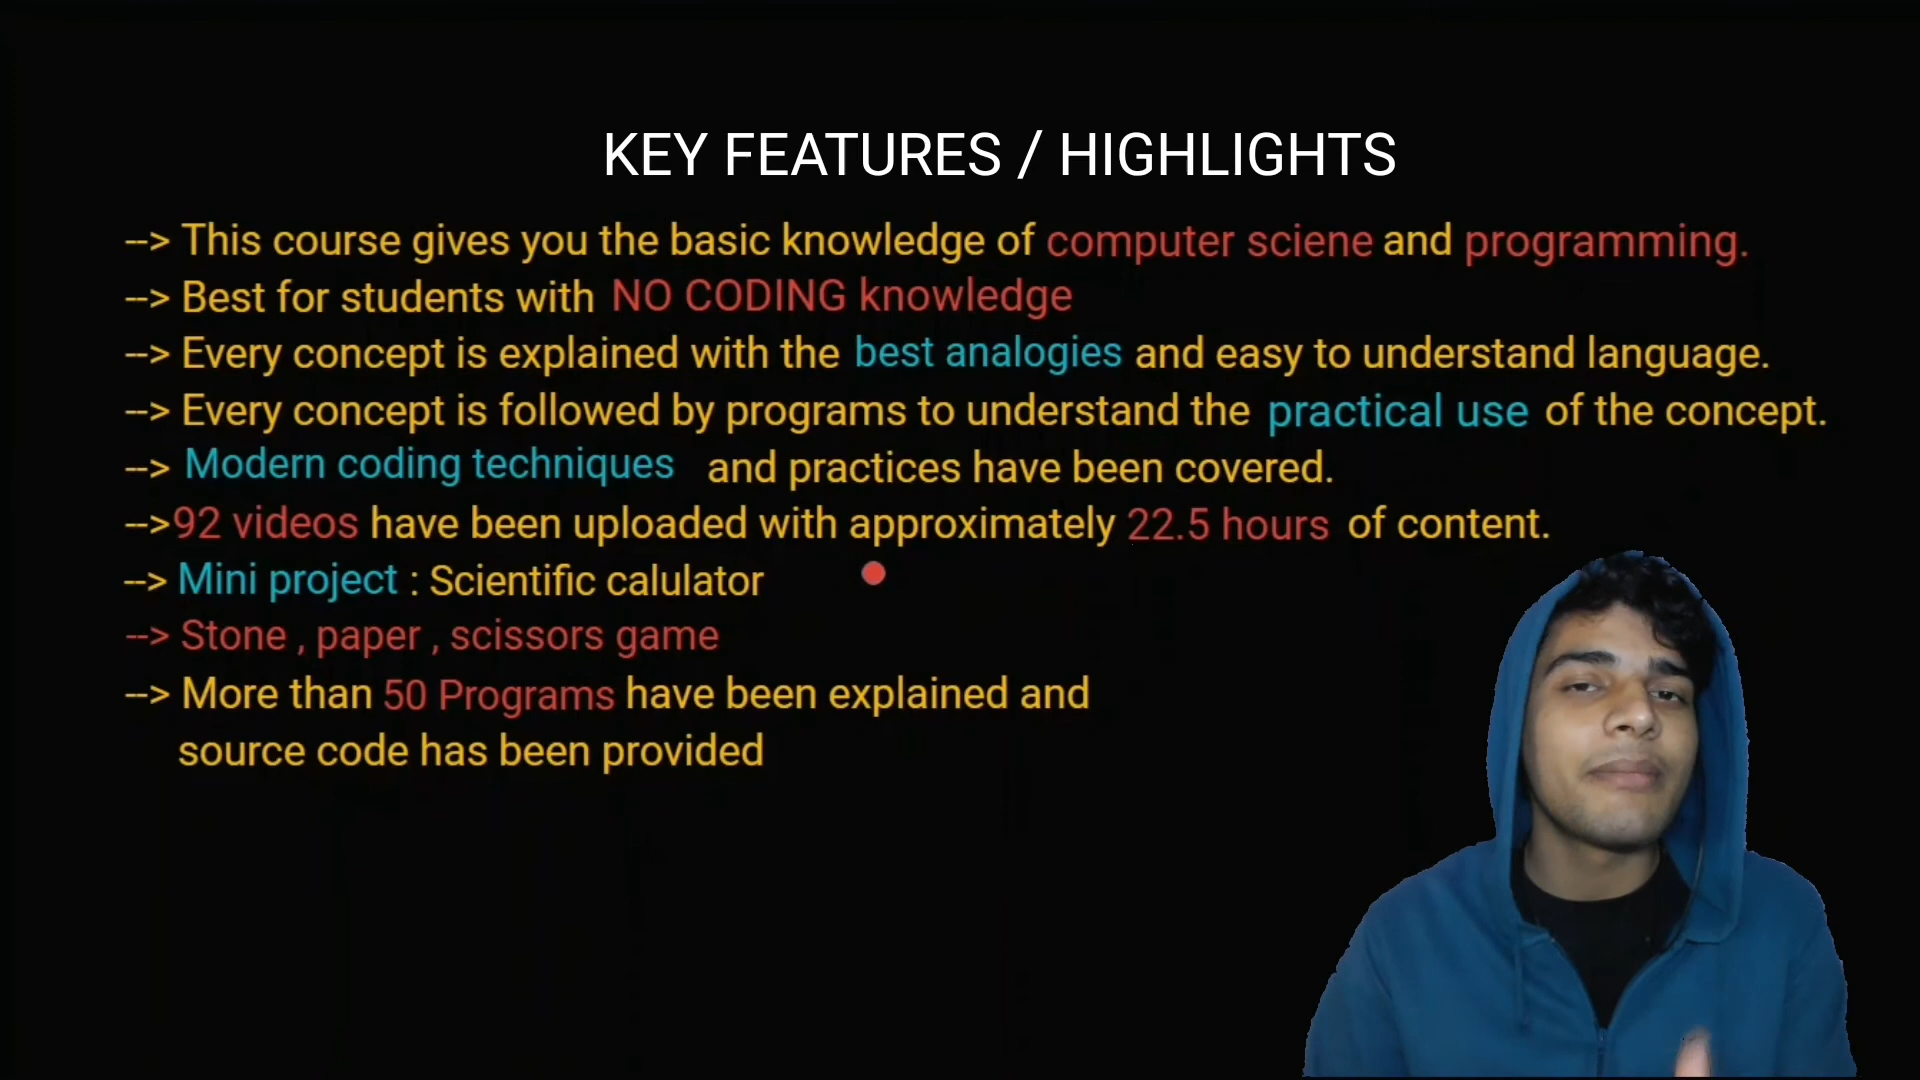 KEY FEATURES / HIGHLIGHTS
--> This course gives you the basic knowledge of computer sciene and programming.
--> Best for students with NO CODING knowledge
--> Every concept is explained with the best analogies and easy to understand language.
--> Every concept is followed by programs to understand the practical use of the concept.
--> Modern coding techniques and practices have been covered.
-->92 videos have been uploaded with approximately 22.5 hours of content.
--> Mini project : Scientific calulator
--> Stone , paper , scissors game
--> More than 50 Programs have been explained and
source code has been provided